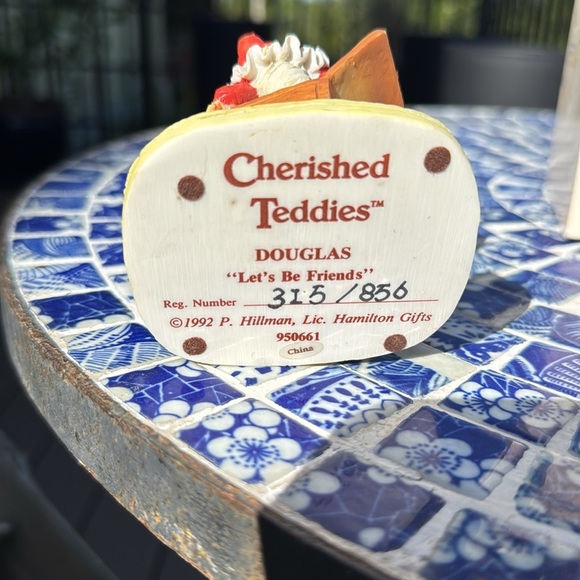 Cherished
Teddies™
DOUGLAS
"Let's Be Friends"
Reg. Number 315/856
©1992 P. Hillman, Lic. Hamilton Gifts
950661
China